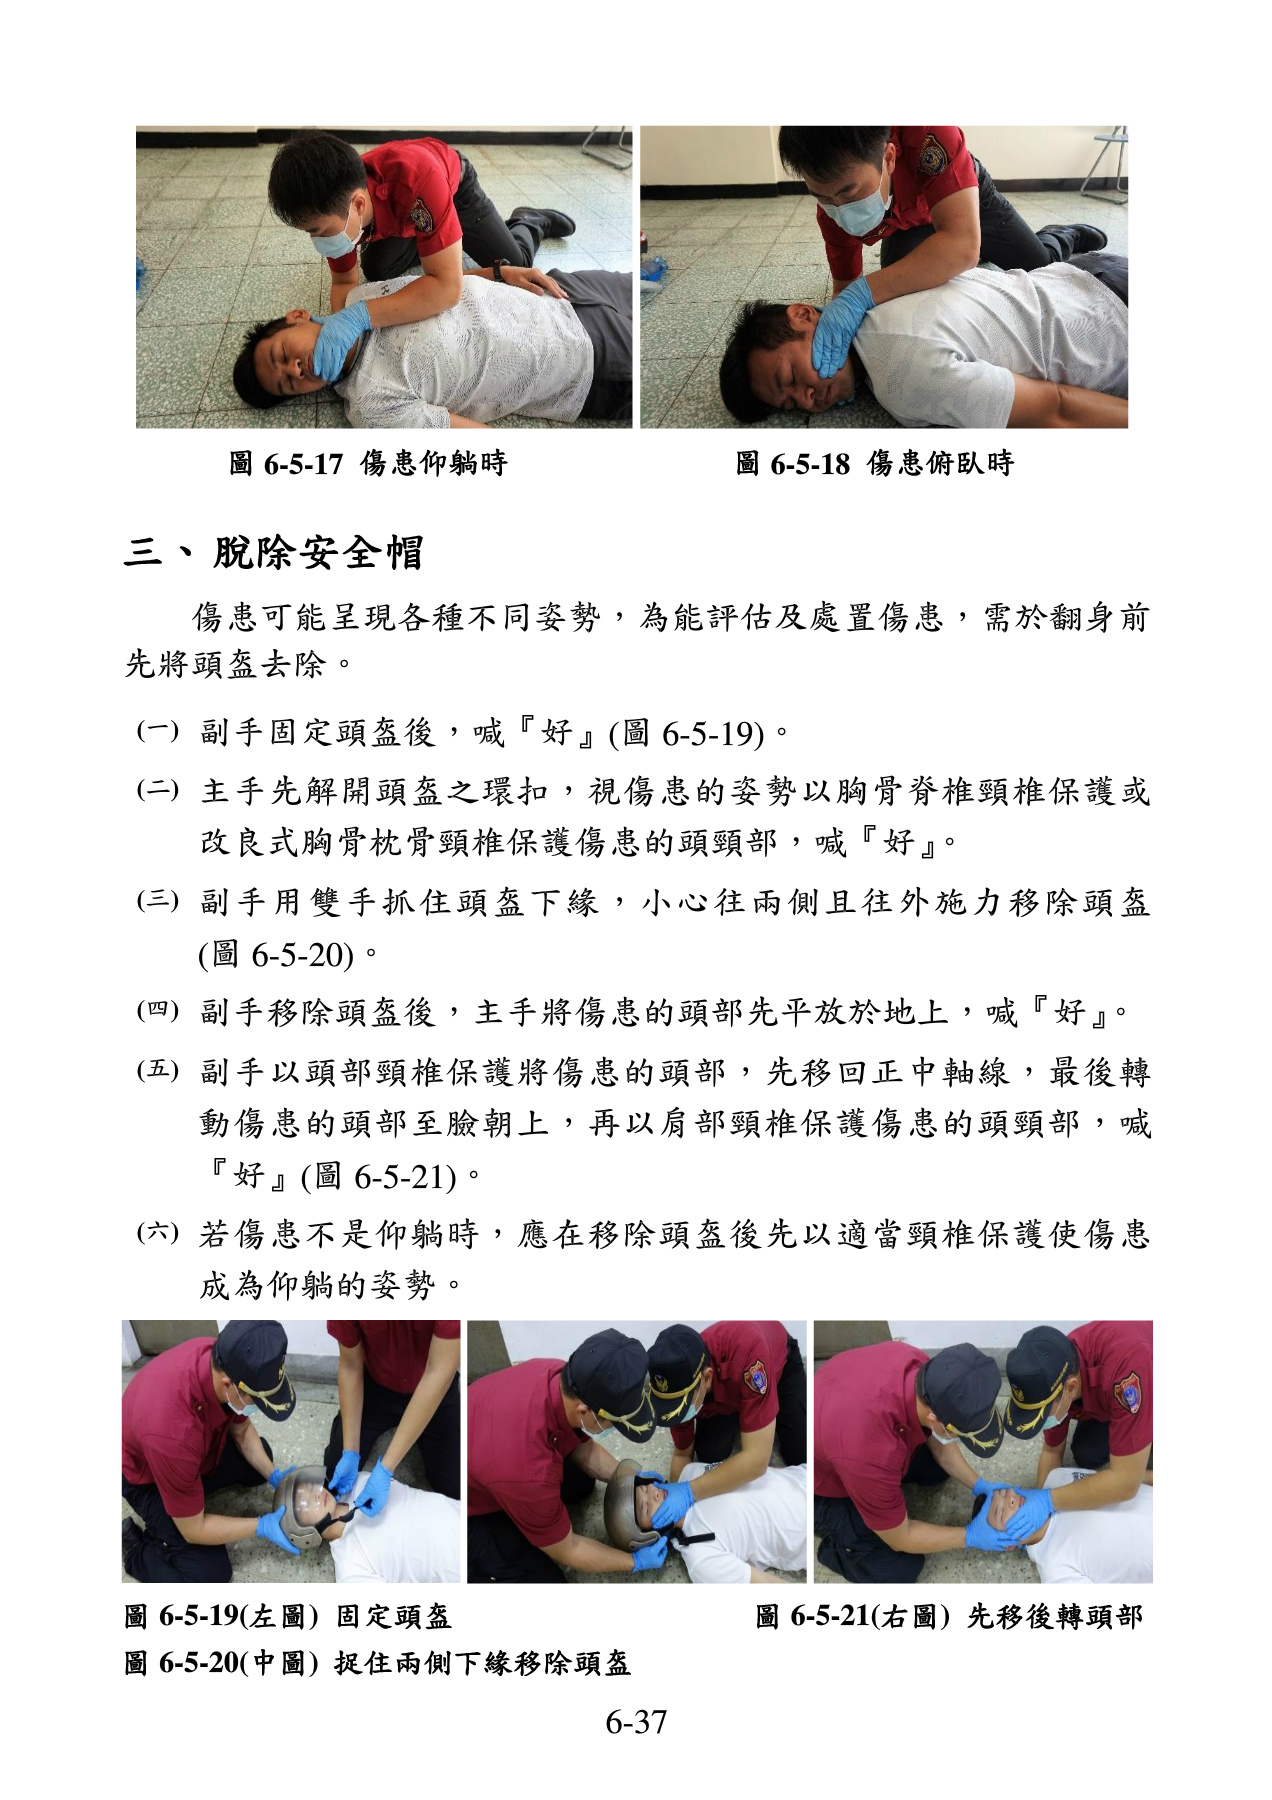 圖 6-5-17 傷患仰躺時
圖 6-5-18 傷患俯臥時
三、脫除安全帽
傷患可能呈現各種不同姿勢，為能評估及處置傷患，需於翻身前
先將頭盔去除。
(一) 副手固定頭盔後，喊『好』(圖 6-5-19)。
(二) 主手先解開頭盔之環扣，視傷患的姿勢以胸骨脊椎頸椎保護或
改良式胸骨枕骨頸椎保護傷患的頭頸部，喊『好』。
(三) 副手用雙手抓住頭盔下緣，小心往兩側且往外施力移除頭盔
(圖 6-5-20)。
(四) 副手移除頭盔後，主手將傷患的頭部先平放於地上，喊『好』。
(五) 副手以頭部頸椎保護將傷患的頭部，先移回正中軸線，最後轉
動傷患的頭部至臉朝上，再以肩部頸椎保護傷患的頭頸部，喊
『好』(圖 6-5-21)。
(六) 若傷患不是仰躺時，應在移除頭盔後先以適當頸椎保護使傷患
成為仰躺的姿勢。
圖 6-5-19(左圖) 固定頭盔
圖 6-5-21(右圖) 先移後轉頭部
圖 6-5-20(中圖) 捉住兩側下緣移除頭盔
6-37